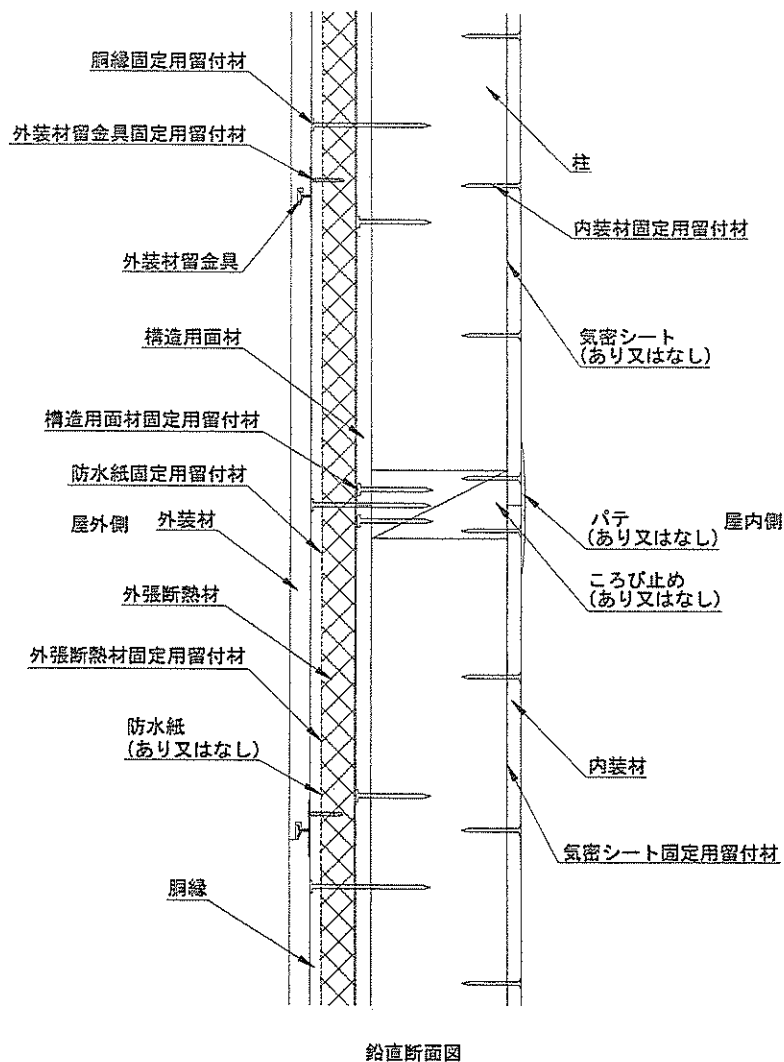 胴縁固定用留付材
外装材留金具固定用留付材
外装材留金具
構造用面材
構造用面材固定用留付材
防水紙固定用留付材
屋外側
外装材
外張断熱材
外張断熱材固定用留付材
防水紙
(あり又はなし)
胴縁
柱
内装材固定用留付材
気密シート
(あり又はなし)
パテ
(あり又はなし)
屋内側
ころび止め
(あり又はなし)
内装材
気密シート固定用留付材
鉛直断面図